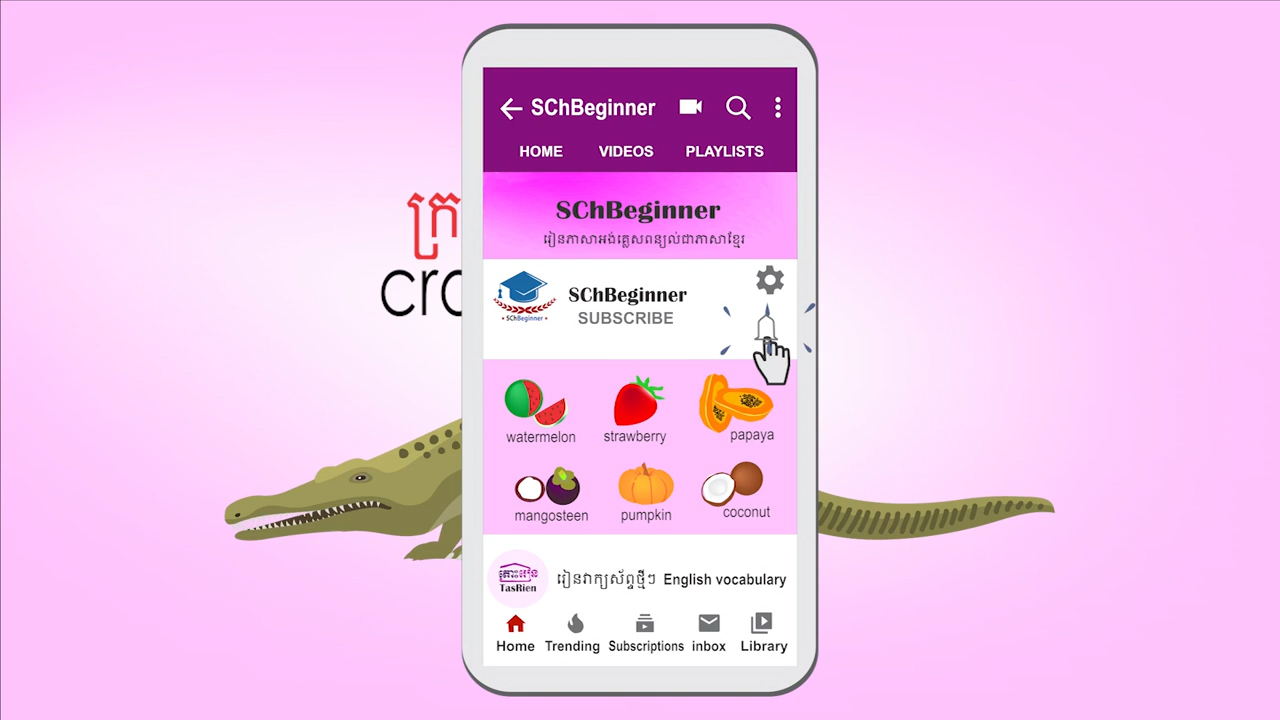 SChBeginner
HOME VIDEOS PLAYLISTS
SChBeginner
រៀនភាសាអង់គ្លេសពន្យល់ជាភាសាខ្មែរ
ក្រ
cro
SChBeginner
SUBSCRIBE
SChBeginner
watermelon strawberry papaya
mangosteen pumpkin coconut
TasRien
រៀនវាក្យស័ព្ទថ្មីៗ English vocabulary
Home Trending Subscriptions inbox Library